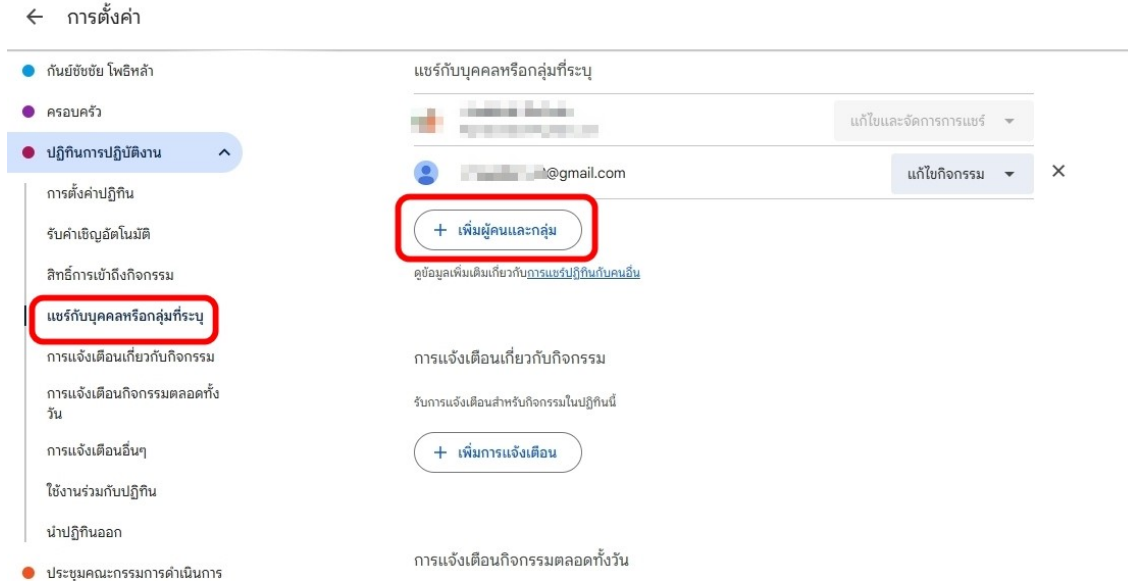 การตั้งค่า
กันย์ชัชชัย โพธิหล้า
ครอบครัว
ปฏิทินการปฏิบัติงาน
การตั้งค่าปฏิทิน
รับคำเชิญอัตโนมัติ
สิทธิ์การเข้าถึงกิจกรรม
แชร์กับบุคคลหรือกลุ่มที่ระบุ
การแจ้งเตือนเกี่ยวกับกิจกรรม
การแจ้งเตือนกิจกรรมตลอดทั้ง
วัน
การแจ้งเตือนอื่นๆ
ใช้งานร่วมกับปฏิทิน
นำปฏิทินออก
ประชุมคณะกรรมการดำเนินการ
แชร์กับบุคคลหรือกลุ่มที่ระบุ
แก้ไขและจัดการการแชร์
@gmail.com
แก้ไขกิจกรรม
+ เพิ่มผู้คนและกลุ่ม
ดูข้อมูลเพิ่มเติมเกี่ยวกับการแชร์ปฏิทินกับคนอื่น
การแจ้งเตือนเกี่ยวกับกิจกรรม
รับการแจ้งเตือนสำหรับกิจกรรมในปฏิทินนี้
+ เพิ่มการแจ้งเตือน
การแจ้งเตือนกิจกรรมตลอดทั้งวัน